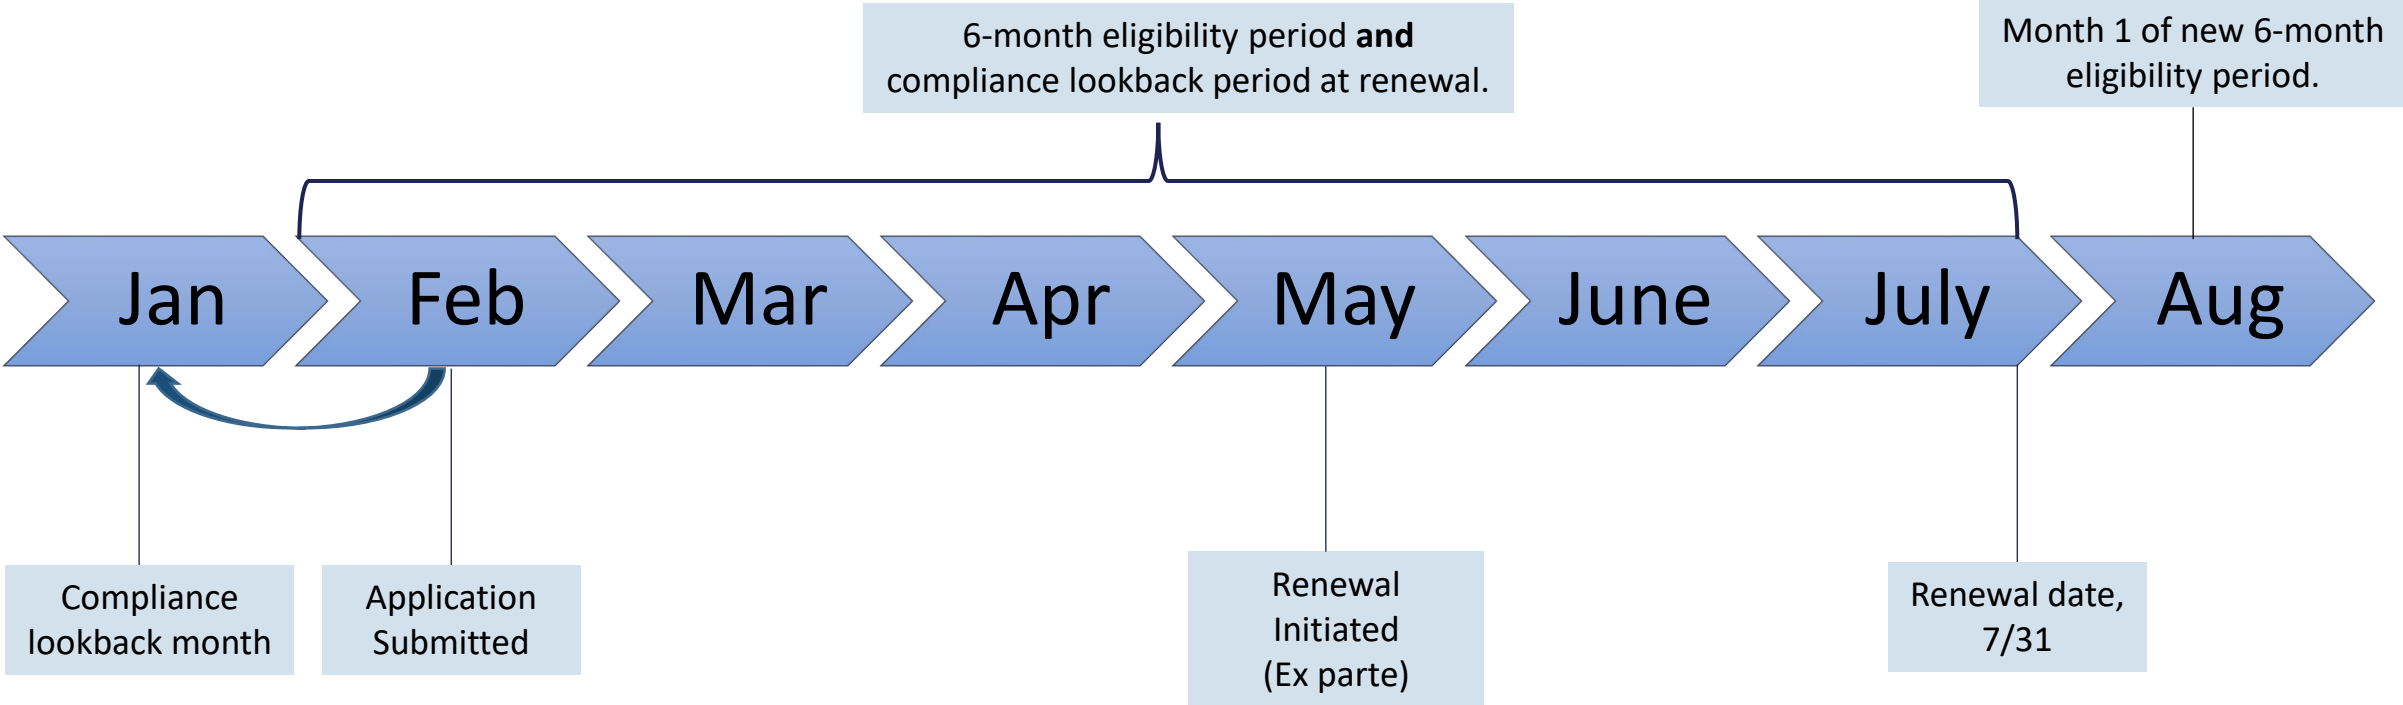 6-month eligibility period and
compliance lookback period at renewal.
Month 1 of new 6-month
eligibility period.
Jan
Feb
Mar
Apr
May
June
July
Aug
Compliance
lookback month
Application
Submitted
Renewal
Initiated
(Ex parte)
Renewal date,
7/31